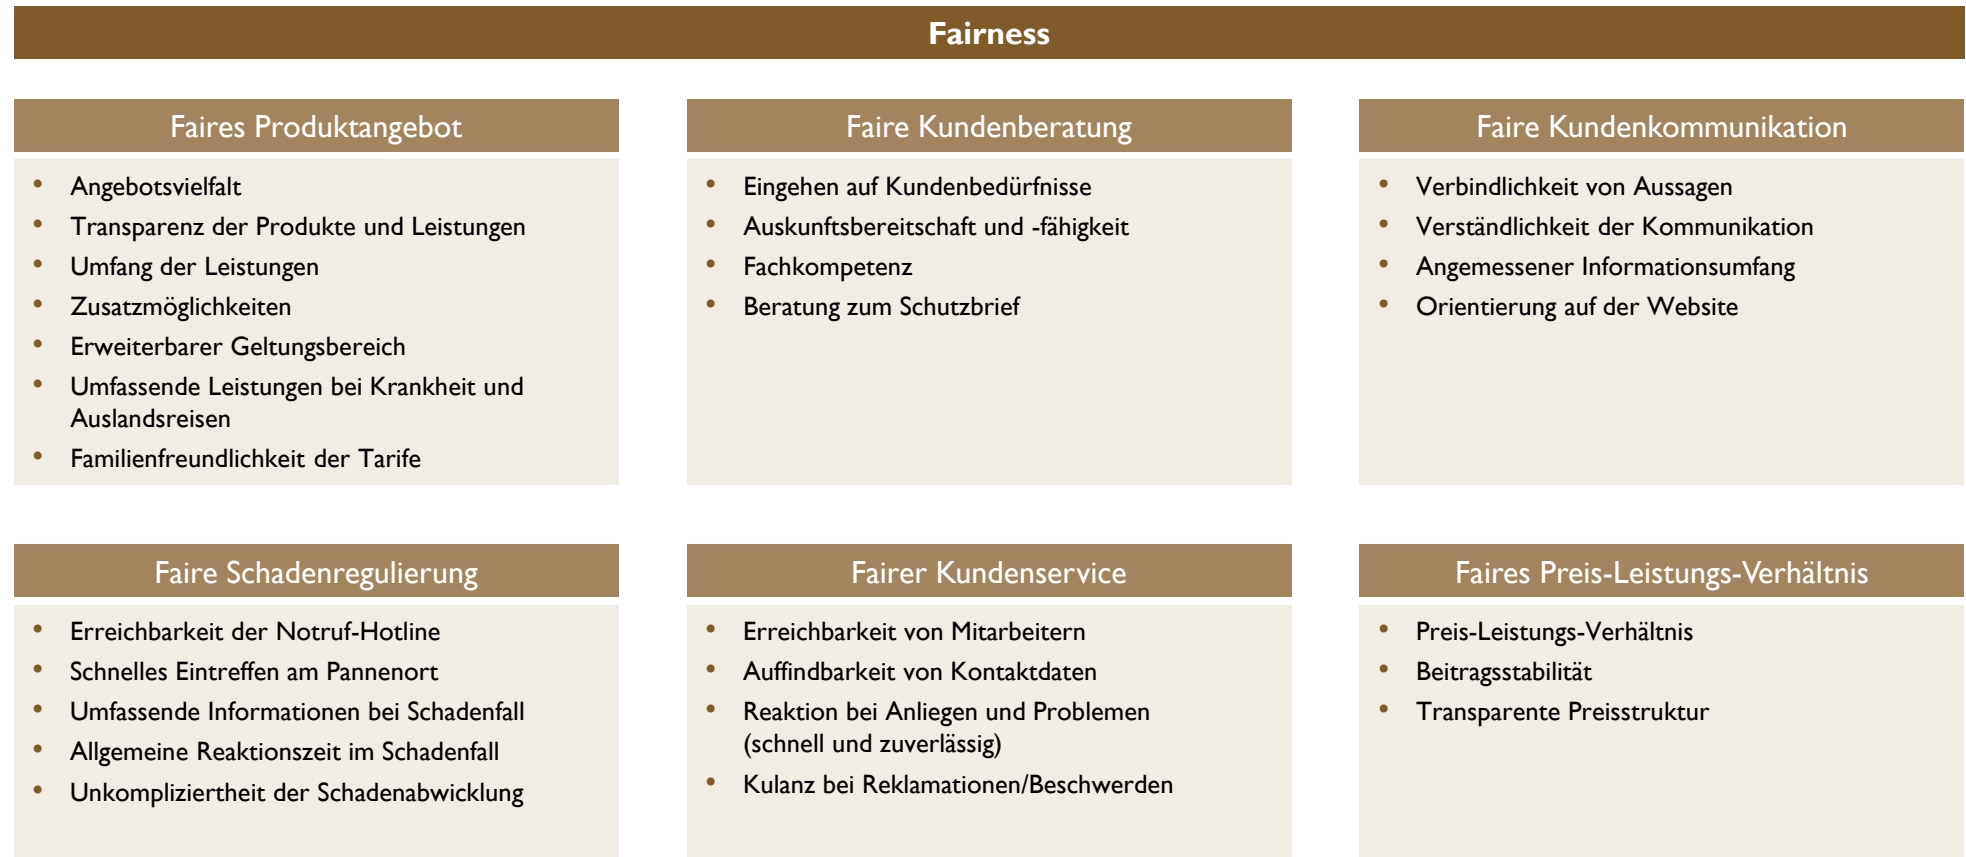 Fairness
Faires Produktangebot
• Angebotsvielfalt
• Transparenz der Produkte und Leistungen
• Umfang der Leistungen
• Zusatzmöglichkeiten
• Erweiterbarer Geltungsbereich
• Umfassende Leistungen bei Krankheit und
Auslandsreisen
• Familienfreundlichkeit der Tarife
Faire Kundenberatung
• Eingehen auf Kundenbedürfnisse
• Auskunftsbereitschaft und -fähigkeit
• Fachkompetenz
• Beratung zum Schutzbrief
Faire Kundenkommunikation
• Verbindlichkeit von Aussagen
• Verständlichkeit der Kommunikation
• Angemessener Informationsumfang
• Orientierung auf der Website
Faire Schadenregulierung
• Erreichbarkeit der Notruf-Hotline
• Schnelles Eintreffen am Pannenort
• Umfassende Informationen bei Schadenfall
• Allgemeine Reaktionszeit im Schadenfall
• Unkompliziertheit der Schadenabwicklung
Fairer Kundenservice
• Erreichbarkeit von Mitarbeitern
• Auffindbarkeit von Kontaktdaten
• Reaktion bei Anliegen und Problemen
(schnell und zuverlässig)
• Kulanz bei Reklamationen/Beschwerden
Faires Preis-Leistungs-Verhältnis
• Preis-Leistungs-Verhältnis
• Beitragsstabilität
• Transparente Preisstruktur